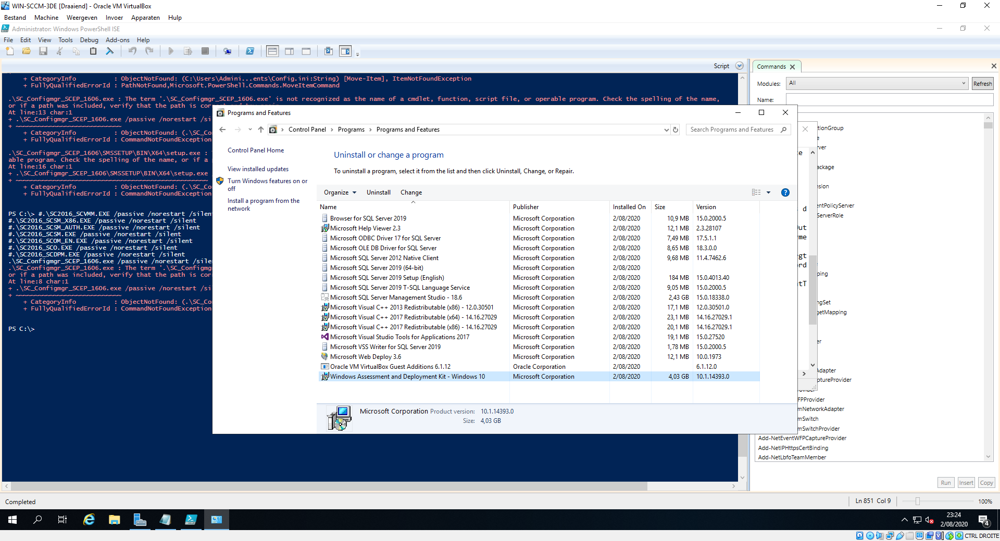 WIN-SCCM-3DE [Draaiend] - Oracle VM VirtualBox
Bestand Machine Weergeven Invoer Apparaten Hulp
Administrator: Windows PowerShell ISE
File Edit View Tools Debug Add-ons Help
Script
+ CategoryInfo : ObjectNotFound: (C:\Users\Admini...ents\Config.ini:String) [Move-Item], ItemNotFoundException
+ FullyQualifiedErrorId : PathNotFound,Microsoft.PowerShell.Commands.MoveItemCommand
.\SC_Configmgr_SCEP_1606.exe : The term '.\SC_Configmgr_SCEP_1606.exe' is not recognized as the name of a cmdlet, function, script file, or operable program. Check the spelling of the name,
or if a path was included, verify that the path is correct and try again.
At line:13 char:1
+ .\SC_Configmgr_SCEP_1606.exe /passive /norestart /si
+ ~~~~~~~~~~~~~~~~~~~~~~~~~~~~
+ CategoryInfo : ObjectNotFound: (.\SC_Co
+ FullyQualifiedErrorId : CommandNotFoundException
.\SC_Configmgr_SCEP_1606\SMSSETUP\BIN\X64\setup.exe :
able program. Check the spelling of the name, or if a p
At line:16 char:1
+ .\SC_Configmgr_SCEP_1606\SMSSETUP\BIN\X64\setup.exe
+ ~~~~~~~~~~~~~~~~~~~~~~~~~~~~~~~~~~~~~~~~~~~~~~~~~~~
+ CategoryInfo : ObjectNotFound: (.\SC_Co
+ FullyQualifiedErrorId : CommandNotFoundException
PS C:\> #.\SC2016_SCVMM.EXE /passive /norestart /silent
#.\SC2016_SCSM_X86.EXE /passive /norestart /silent
#.\SC2016_SCSM_AUTH.EXE /passive /norestart /silent
#.\SC2016_SCSM.EXE /passive /norestart /silent
#.\SC2016_SCOM_EN.EXE /passive /norestart /silent
#.\SC2016_SCO.EXE /passive /norestart /silent
#.\SC2016_SCDPM.EXE /passive /norestart /silent
.\SC_Configmgr_SCEP_1606.exe /passive /norestart /silen
.\SC_Configmgr_SCEP_1606.exe : The term '.\SC_Configmg
or if a path was included, verify that the path is cor
At line:8 char:1
+ .\SC_Configmgr_SCEP_1606.exe /passive /norestart /sil
+ ~~~~~~~~~~~~~~~~~~~~~~~~~~~~
+ CategoryInfo : ObjectNotFound: (.\SC_Co
+ FullyQualifiedErrorId : CommandNotFoundException
PS C:\>
Programs and Features
Control Panel Programs Programs and Features
Search Programs and Features
Control Panel Home
View installed updates
Turn Windows features on or
off
Install a program from the
network
Uninstall or change a program
To uninstall a program, select it from the list and then click Uninstall, Change, or Repair.
Organize Uninstall Change
Name Publisher Installed On Size Version
Browser for SQL Server 2019 Microsoft Corporation 2/08/2020 10,9 MB 15.0.2000.5
Microsoft Help Viewer 2.3 Microsoft Corporation 2/08/2020 12,1 MB 2.3.28107
Microsoft ODBC Driver 17 for SQL Server Microsoft Corporation 2/08/2020 7,49 MB 17.5.1.1
Microsoft OLE DB Driver for SQL Server Microsoft Corporation 2/08/2020 8,65 MB 18.3.0.0
Microsoft SQL Server 2012 Native Client Microsoft Corporation 2/08/2020 9,68 MB 11.4.7462.6
Microsoft SQL Server 2019 (64-bit) Microsoft Corporation 2/08/2020
Microsoft SQL Server 2019 Setup (English) Microsoft Corporation 2/08/2020 184 MB 15.0.4013.40
Microsoft SQL Server 2019 T-SQL Language Service Microsoft Corporation 2/08/2020 9,05 MB 15.0.2000.5
Microsoft SQL Server Management Studio - 18.6 Microsoft Corporation 2/08/2020 2,43 GB 15.0.18338.0
Microsoft Visual C++ 2013 Redistributable (x86) - 12.0.30501 Microsoft Corporation 2/08/2020 17,1 MB 12.0.30501.0
Microsoft Visual C++ 2017 Redistributable (x64) - 14.16.27029 Microsoft Corporation 2/08/2020 23,1 MB 14.16.27029.1
Microsoft Visual C++ 2017 Redistributable (x86) - 14.16.27029 Microsoft Corporation 2/08/2020 20,1 MB 14.16.27029.1
Microsoft Visual Studio Tools for Applications 2017 Microsoft Corporation 2/08/2020 19,1 MB 15.0.27520
Microsoft VSS Writer for SQL Server 2019 Microsoft Corporation 2/08/2020 1,78 MB 15.0.2000.5
Microsoft Web Deploy 3.6 Microsoft Corporation 2/08/2020 12,1 MB 10.0.1973
Oracle VM VirtualBox Guest Additions 6.1.12 Oracle Corporation 2/08/2020 6.1.12.0
Windows Assessment and Deployment Kit - Windows 10 Microsoft Corporation 2/08/2020 4,03 GB 10.1.14393.0
Microsoft Corporation Product version: 10.1.14393.0
Size: 4,03 GB
e
d
Out
yme
rgt
ord
tT
Commands
Modules: All Refresh
Name:
tionGroup
e
rver
ackage
nsion
entPolicyServer
ServerRole
ping
ngSet
getMapping
er
Adapter
ptureProvider
FPProvider
mNetworkAdapter
mSwitch
mSwitchProvider
Add-NetEventWFPCaptureProvider
Add-NetIPHttpsCertBinding
Add-NetLbfoTeamMember
Run Insert Copy
Completed
Ln 851 Col 9
100%
23:24
2/08/2020
4
CTRL DROITE